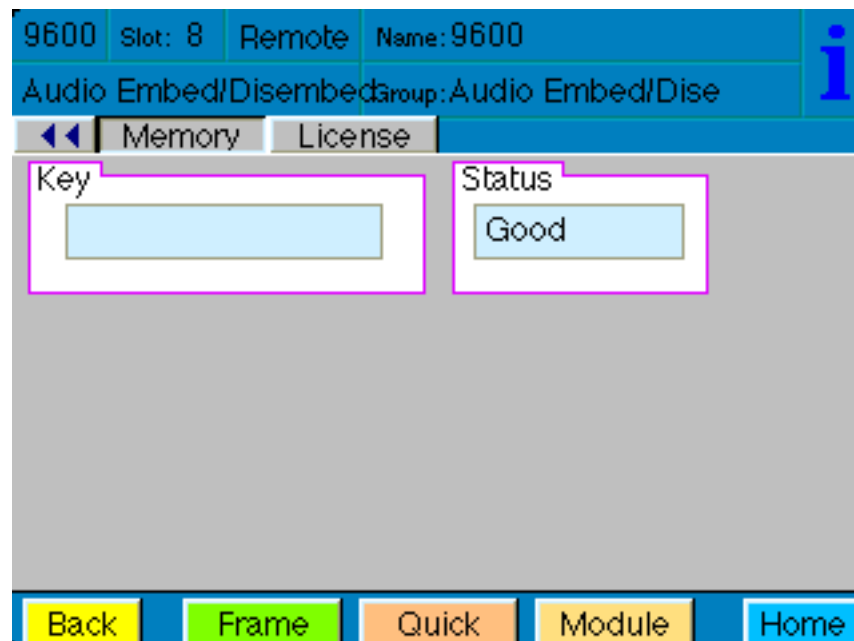 9600 Slot: 8 Remote Name: 9600
Audio Embed/Disembed Group: Audio Embed/Dise
Memory License
Key Status
Good
Back Frame Quick Module Home